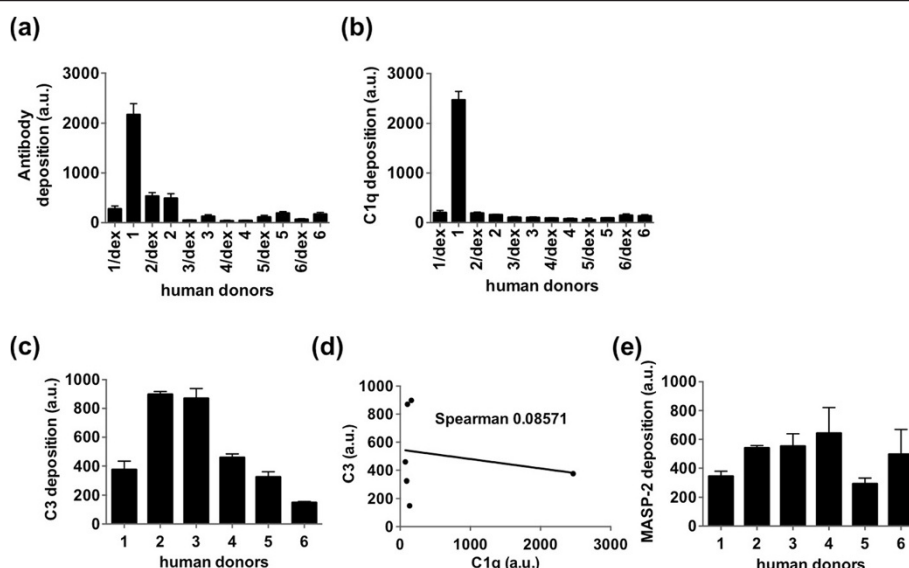 (a)
Antibody
deposition (a.u.)
3000
2000
1000
0
1/dex
1
2/dex
2
3/dex
3
4/dex
4
5/dex
5
6/dex
6
human donors
(b)
C1q deposition (a.u.)
3000
2000
1000
0
1/dex
1
2/dex
2
3/dex
3
4/dex
4
5/dex
5
6/dex
6
human donors
(c)
C3 deposition (a.u.)
1000
800
600
400
200
0
1 2 3 4 5 6
human donors
(d)
C3 (a.u.)
1000
800
600
400
200
0
Spearman 0.08571
0 1000 2000 3000
C1q (a.u.)
(e)
MASP-2 deposition (a.u.)
1000
800
600
400
200
0
1 2 3 4 5 6
human donors